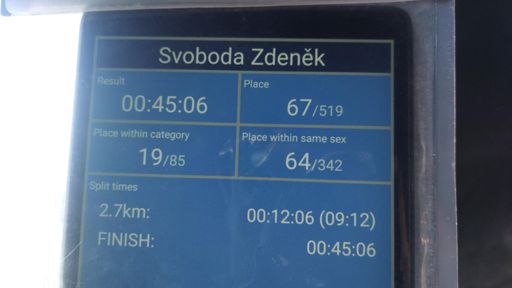 Svoboda Zdeněk
Result
00:45:06
Place
67/519
Place within category
19/85
Place within same sex
64/342
Split times
2.7km: 00:12:06 (09:12)
FINISH: 00:45:06